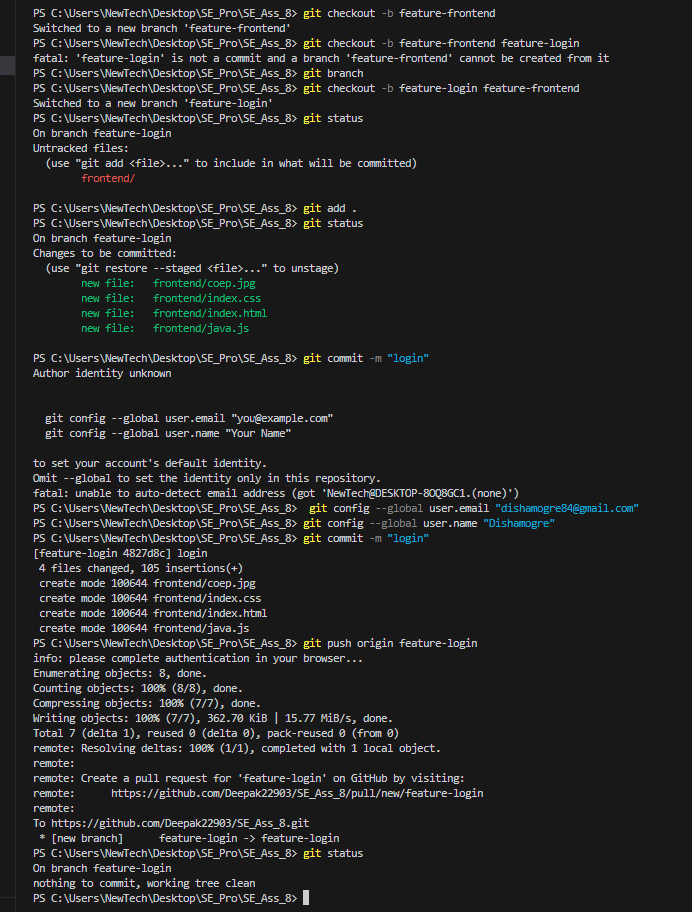 PS C:\Users\NewTech\Desktop\SE_Pro\SE_Ass_8> git checkout -b feature-frontend
Switched to a new branch 'feature-frontend'
PS C:\Users\NewTech\Desktop\SE_Pro\SE_Ass_8> git checkout -b feature-frontend feature-login
fatal: 'feature-login' is not a commit and a branch 'feature-frontend' cannot be created from it
PS C:\Users\NewTech\Desktop\SE_Pro\SE_Ass_8> git branch
PS C:\Users\NewTech\Desktop\SE_Pro\SE_Ass_8> git checkout -b feature-login feature-frontend
Switched to a new branch 'feature-login'
PS C:\Users\NewTech\Desktop\SE_Pro\SE_Ass_8> git status
On branch feature-login
Untracked files:
  (use "git add <file>..." to include in what will be committed)
        frontend/

PS C:\Users\NewTech\Desktop\SE_Pro\SE_Ass_8> git add .
PS C:\Users\NewTech\Desktop\SE_Pro\SE_Ass_8> git status
On branch feature-login
Changes to be committed:
  (use "git restore --staged <file>..." to unstage)
        new file:   frontend/coep.jpg
        new file:   frontend/index.css
        new file:   frontend/index.html
        new file:   frontend/java.js

PS C:\Users\NewTech\Desktop\SE_Pro\SE_Ass_8> git commit -m "login"
Author identity unknown

  git config --global user.email "you@example.com"
  git config --global user.name "Your Name"

to set your account's default identity.
Omit --global to set the identity only in this repository.
fatal: unable to auto-detect email address (got 'NewTech@DESKTOP-8OQ8GC1.(none)')
PS C:\Users\NewTech\Desktop\SE_Pro\SE_Ass_8>  git config --global user.email "dishamogre84@gmail.com"
PS C:\Users\NewTech\Desktop\SE_Pro\SE_Ass_8> git config --global user.name "Dishamogre"
PS C:\Users\NewTech\Desktop\SE_Pro\SE_Ass_8> git commit -m "login"
[feature-login 4827d8c] login
 4 files changed, 105 insertions(+)
 create mode 100644 frontend/coep.jpg
 create mode 100644 frontend/index.css
 create mode 100644 frontend/index.html
 create mode 100644 frontend/java.js
PS C:\Users\NewTech\Desktop\SE_Pro\SE_Ass_8> git push origin feature-login
info: please complete authentication in your browser...
Enumerating objects: 8, done.
Counting objects: 100% (8/8), done.
Compressing objects: 100% (7/7), done.
Writing objects: 100% (7/7), 362.70 KiB | 15.77 MiB/s, done.
Total 7 (delta 1), reused 0 (delta 0), pack-reused 0 (from 0)
remote: Resolving deltas: 100% (1/1), completed with 1 local object.
remote:
remote: Create a pull request for 'feature-login' on GitHub by visiting:
remote:      https://github.com/Deepak22903/SE_Ass_8/pull/new/feature-login
remote:
To https://github.com/Deepak22903/SE_Ass_8.git
 * [new branch]      feature-login -> feature-login
PS C:\Users\NewTech\Desktop\SE_Pro\SE_Ass_8> git status
On branch feature-login
nothing to commit, working tree clean
PS C:\Users\NewTech\Desktop\SE_Pro\SE_Ass_8>